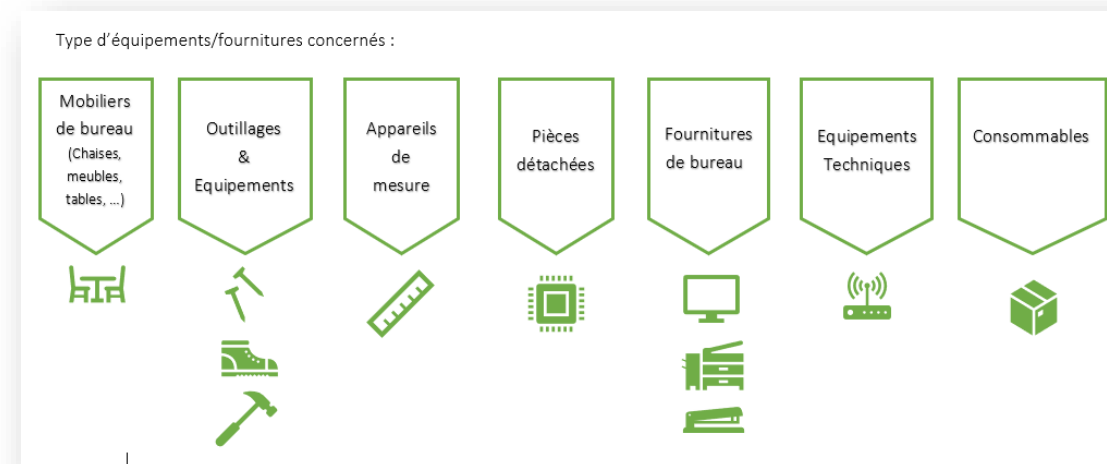 Type d'équipements/fournitures concernés :
Mobiliers
de bureau
(Chaises,
meubles,
tables, ...)
Outillages
&
Equipements
Appareils
de
mesure
Pièces
détachées
Fournitures
de bureau
Equipements
Techniques
Consommables